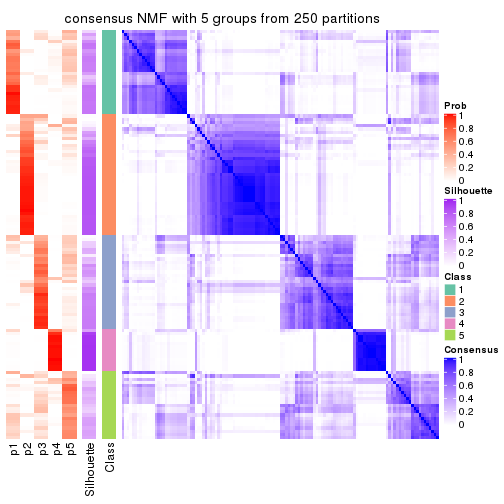 consensus NMF with 5 groups from 250 partitions
Prob
1
0.8
0.6
0.4
0.2
0
Silhouette
1
0.8
0.6
0.4
0.2
0
Class
1
2
3
4
5
Consensus
1
0.8
0.6
0.4
0.2
0
p1
p2
p3
p4
p5
Silhouette
Class